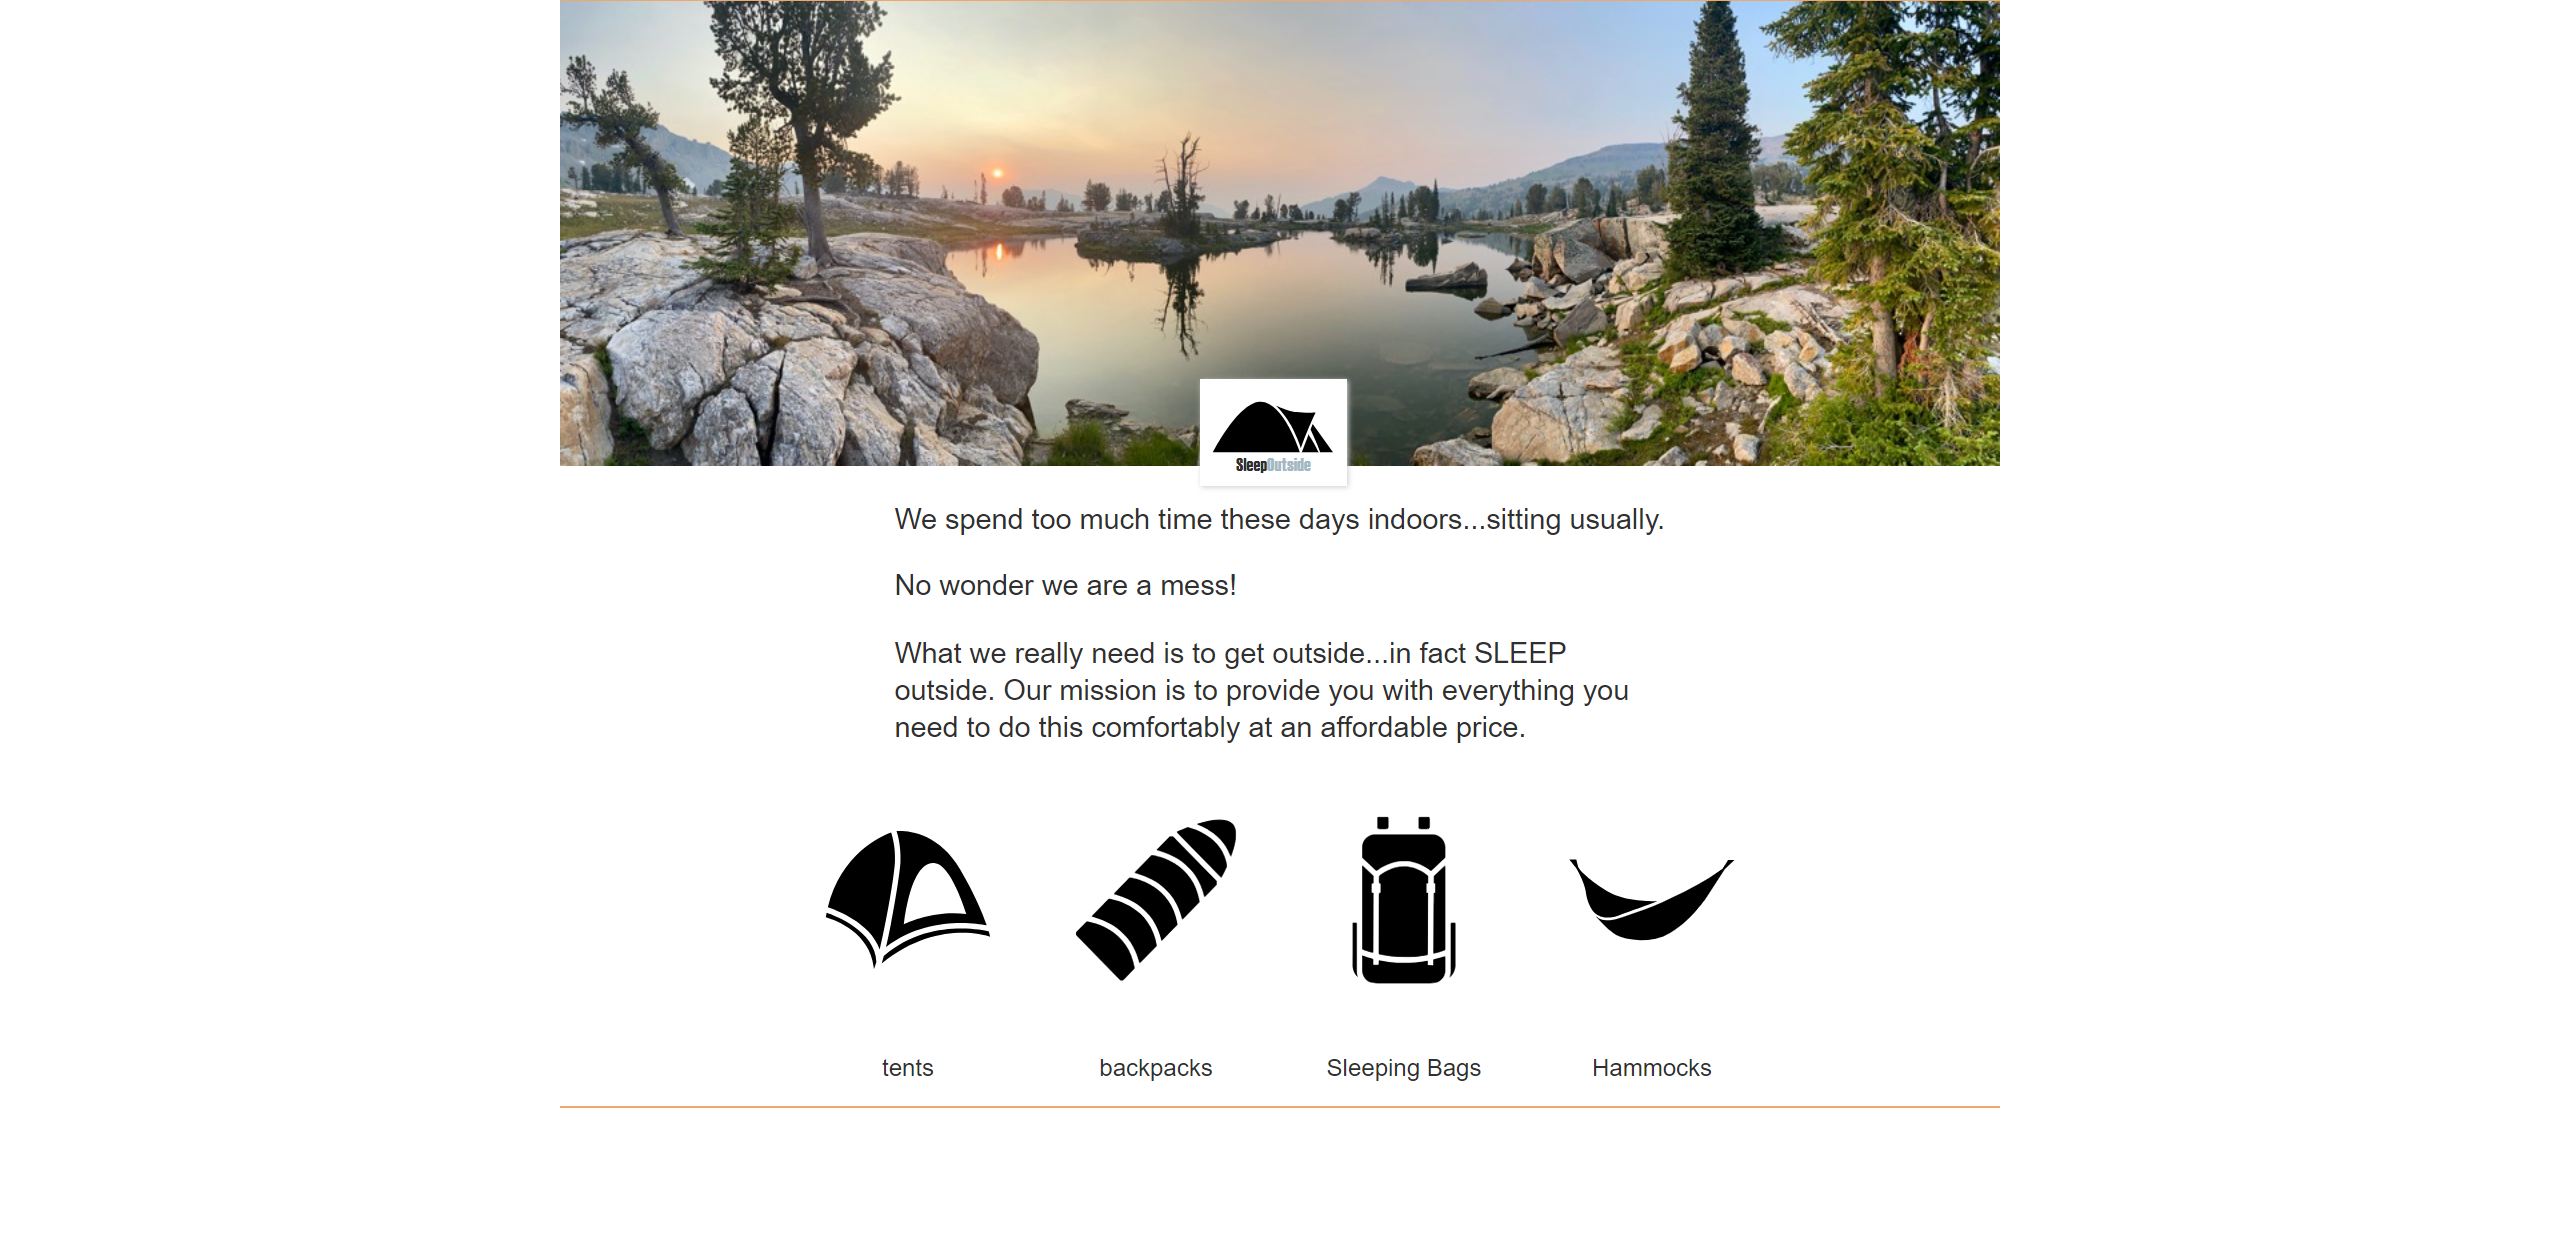 SleepOutside
We spend too much time these days indoors...sitting usually.
No wonder we are a mess!
What we really need is to get outside...in fact SLEEP
outside. Our mission is to provide you with everything you
need to do this comfortably at an affordable price.
tents
backpacks
Sleeping Bags
Hammocks